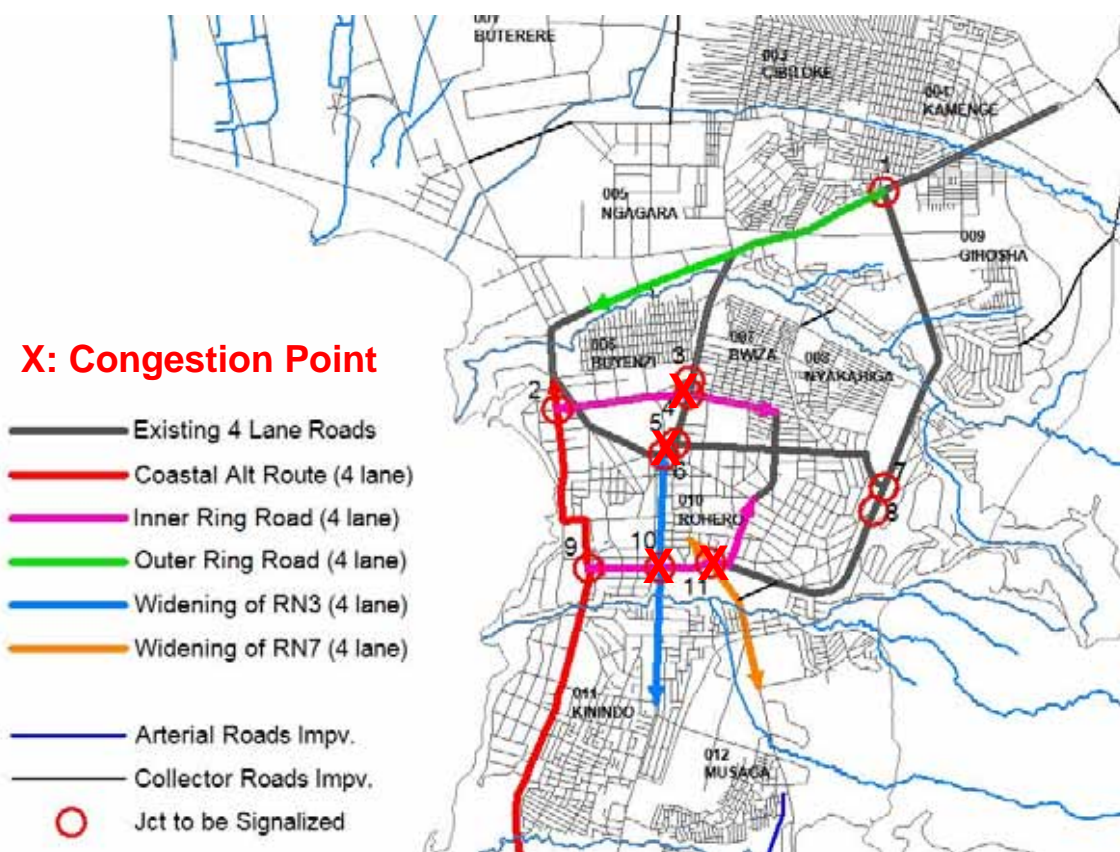 BUTERERE
003
CIBITOKE
004
KAMENGE
1
005
NGAGARA
009
GIHOSHA
X: Congestion Point
006
BUYENZI
3
007
BWIZA
008
NYAKABIGA
2
X
4
5
X
6
7
8
010
ROHERO
9
10
X
X
11
Existing 4 Lane Roads
Coastal Alt Route (4 lane)
Inner Ring Road (4 lane)
Outer Ring Road (4 lane)
Widening of RN3 (4 lane)
Widening of RN7 (4 lane)
011
KININDO
Arterial Roads Impv.
Collector Roads Impv.
012
MUSAGA
Jct to be Signalized